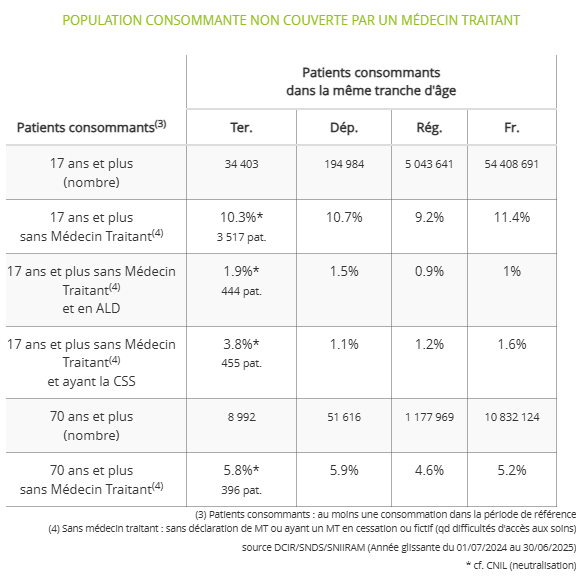 POPULATION CONSOMMANTE NON COUVERTE PAR UN MÉDECIN TRAITANT
Patients consommants
dans la même tranche d'âge
Patients consommants(3) Ter. Dép. Rég. Fr.
17 ans et plus
(nombre)
34 403 194 984 5 043 641 54 408 691
17 ans et plus
sans Médecin Traitant(4)
10.3%* 10.7% 9.2% 11.4%
3 517 pat.
17 ans et plus sans Médecin
Traitant(4)
et en ALD
1.9%* 1.5% 0.9% 1%
444 pat.
17 ans et plus sans Médecin
Traitant(4)
et ayant la CSS
3.8%* 1.1% 1.2% 1.6%
455 pat.
70 ans et plus
(nombre)
8 992 51 616 1 177 969 10 832 124
70 ans et plus
sans Médecin Traitant(4)
5.8%* 5.9% 4.6% 5.2%
396 pat.
(3) Patients consommants : au moins une consommation dans la période de référence
(4) Sans médecin traitant : sans déclaration de MT ou ayant un MT en cessation ou fictif (qd difficultés d'accès aux soins)
source DCIR/SNDS/SNIIRAM (Année glissante du 01/07/2024 au 30/06/2025)
* cf. CNIL (neutralisation)